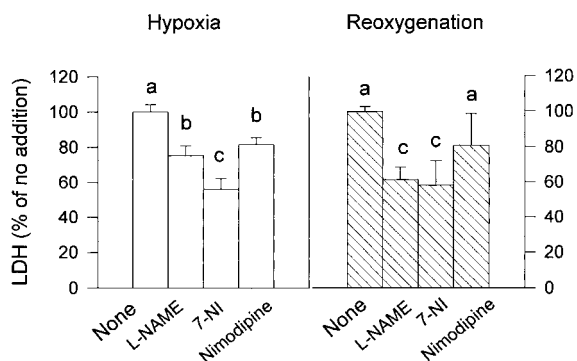 Hypoxia Reoxygenation
LDH (% of no addition)
120 120
100 100
80 80
60 60
40 40
20 20
0 0
a b c b
a c c a
None L-NAME 7-NI Nimodipine
None L-NAME 7-NI Nimodipine